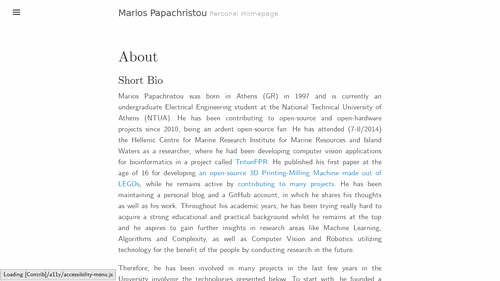 Marios Papachristou Personal Homepage
About
Short Bio
Marios Papachristou was born in Athens (GR) in 1997 and is currently an
undergraduate Electrical Engineering student at the National Technical University of
Athens (NTUA). He has been contributing to open-source and open-hardware
projects since 2010, being an ardent open-source fan. He has attended (7-8/2014)
the Hellenic Centre for Marine Research Institute for Marine Resources and Island
Waters as a researcher, where he had been developing computer vision applications
for bioinformatics in a project called TritonFPR. He published his first paper at the
age of 16 for developing an open-source 3D Printing-Milling Machine made out of
LEGOs, while he remains active by contributing to many projects. He has been
maintaining a personal blog and a GitHub account, in which he shares his thoughts
as well as his work. Throughout his academic years, he has been trying really hard to
acquire a strong educational and practical background whilst he remains at the top
and he aspires to gain further insights in research areas like Machine Learning,
Algorithms and Complexity, as well as Computer Vision and Robotics utilizing
technology for the benefit of the people by conducting research in the future.
Therefore, he has been involved in many projects in the last few years in the
University involving the technologies presented below. To start with, he founded a
Loading [Contrib]/a11y/accessibility-menu.js